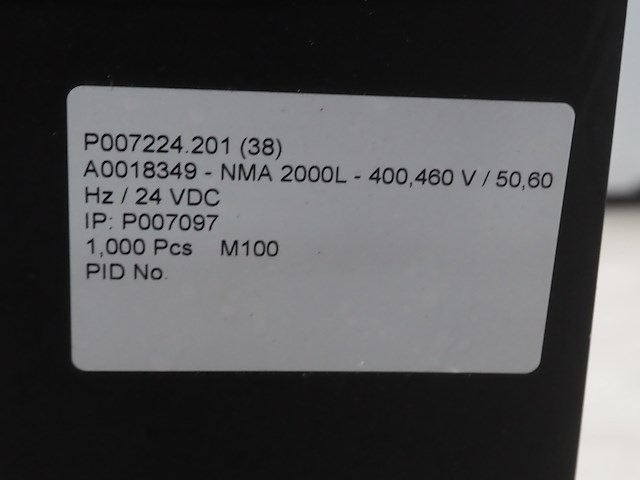 P007224.201 (38)
A0018349 - NMA 2000L - 400,460 V / 50,60
Hz / 24 VDC
IP: P007097
1,000 Pcs M100
PID No.